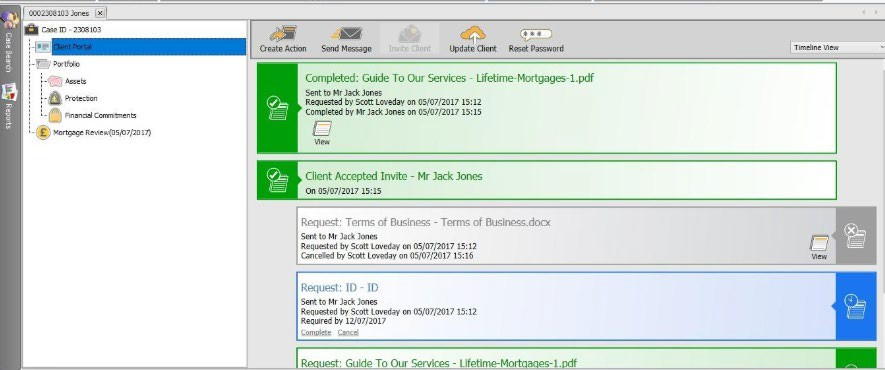 0002308103 Jones
Case Search
Reports
Case ID - 2308103
Client Portal
Portfolio
Assets
Protection
Financial Commitments
Mortgage Review(05/07/2017)
Create Action
Send Message
Invite Client
Update Client
Reset Password
Timeline View
Completed: Guide To Our Services - Lifetime-Mortgages-1.pdf
Sent to Mr Jack Jones
Requested by Scott Loveday on 05/07/2017 15:12
Completed by Mr Jack Jones on 05/07/2017 15:15
View
Client Accepted Invite - Mr Jack Jones
On 05/07/2017 15:15
Request: Terms of Business - Terms of Business.docx
Sent to Mr Jack Jones
Requested by Scott Loveday on 05/07/2017 15:12
Cancelled by Scott Loveday on 05/07/2017 15:16
View
Request: ID - ID
Sent to Mr Jack Jones
Requested by Scott Loveday on 05/07/2017 15:12
Required by 12/07/2017
Complete Cancel
Request: Guide To Our Services - Lifetime-Mortgages-1.pdf